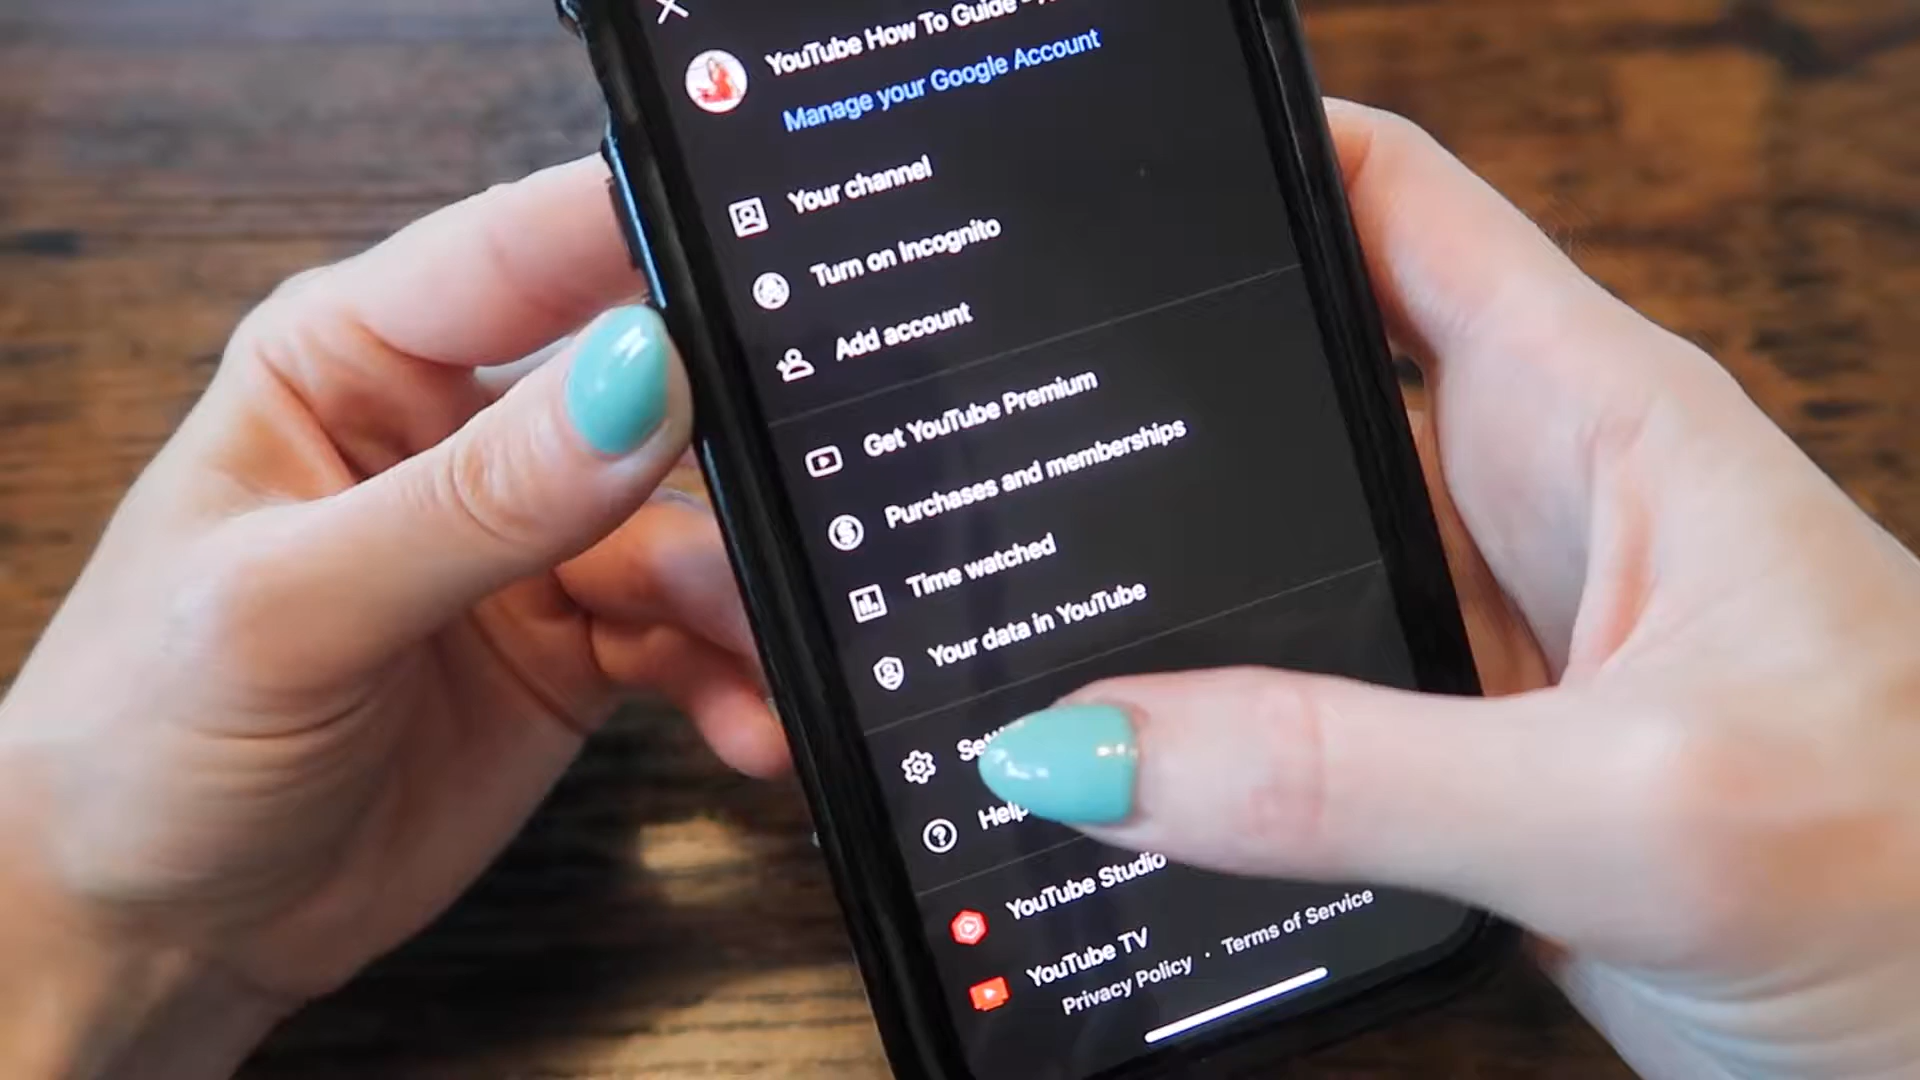 YouTube How To Guide -
Manage your Google Account
Your channel
Turn on Incognito
Add account
Get YouTube Premium
Purchases and memberships
Time watched
Your data in YouTube
Help
YouTube Studio
YouTube TV
Privacy Policy · Terms of Service